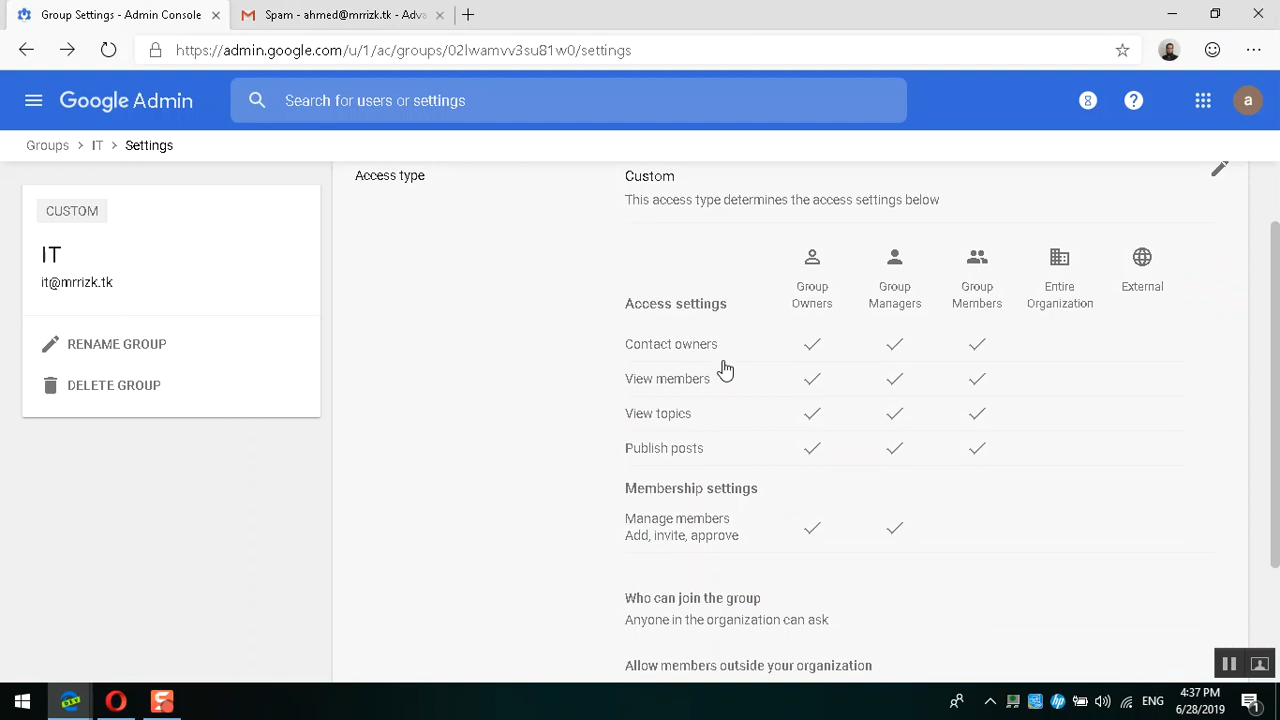 Group Settings - Admin Console
Spam - ahmed@mrrizk.tk - Adva
https://admin.google.com/u/1/ac/groups/02lwamvv3su81w0/settings
Google Admin
Search for users or settings
8
?
a
Groups > IT > Settings
CUSTOM
IT
it@mrrizk.tk
RENAME GROUP
DELETE GROUP
Access type
Custom
This access type determines the access settings below
Access settings
Group Owners
Group Managers
Group Members
Entire Organization
External
Contact owners
View members
View topics
Publish posts
Membership settings
Manage members
Add, invite, approve
Who can join the group
Anyone in the organization can ask
Allow members outside your organization
ENG
4:37 PM
6/28/2019
1